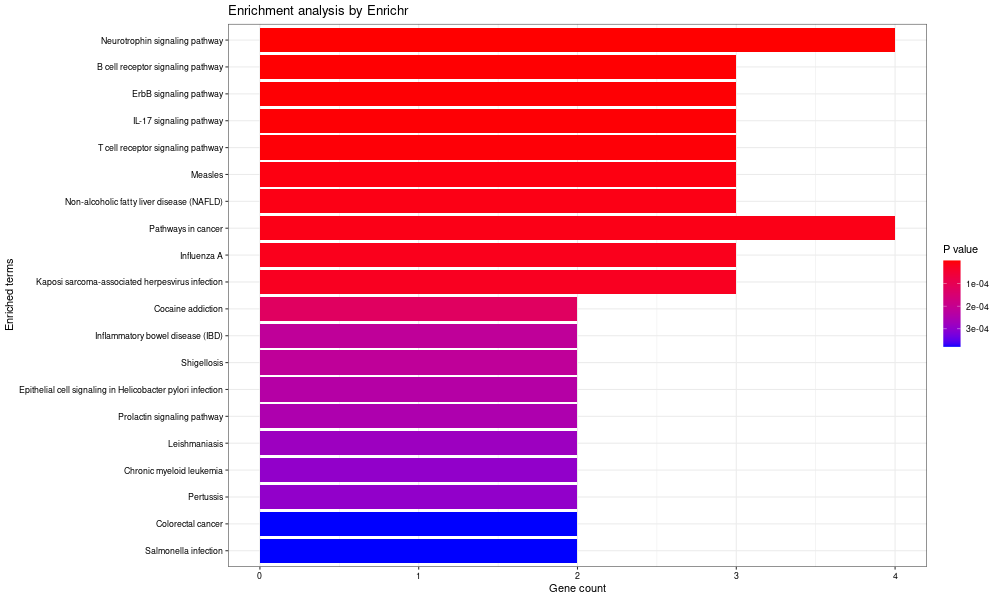 Enrichment analysis by Enrichr
Enriched terms
Neurotrophin signaling pathway
B cell receptor signaling pathway
ErbB signaling pathway
IL-17 signaling pathway
T cell receptor signaling pathway
Measles
Non-alcoholic fatty liver disease (NAFLD)
Pathways in cancer
Influenza A
Kaposi sarcoma-associated herpesvirus infection
Cocaine addiction
Inflammatory bowel disease (IBD)
Shigellosis
Epithelial cell signaling in Helicobacter pylori infection
Prolactin signaling pathway
Leishmaniasis
Chronic myeloid leukemia
Pertussis
Colorectal cancer
Salmonella infection
0 1 2 3 4
Gene count
P value
1e-04
2e-04
3e-04